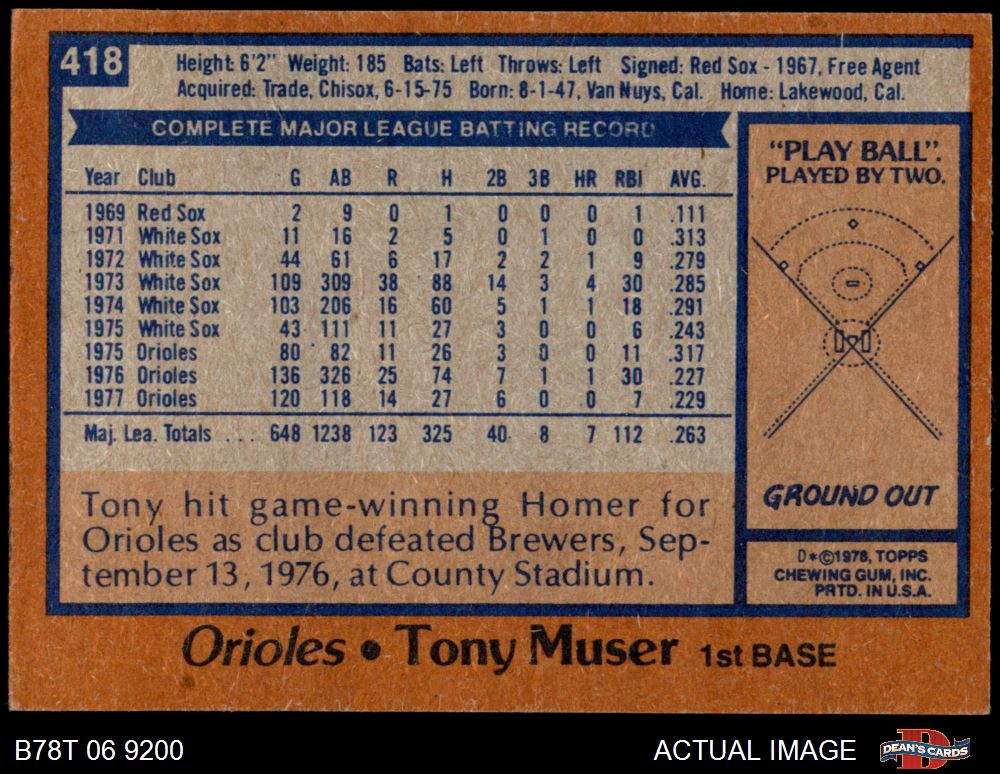 418
Height: 6'2" Weight: 185 Bats: Left Throws: Left Signed: Red Sox - 1967, Free Agent
Acquired: Trade, Chisox, 6-15-75 Born: 8-1-47, Van Nuys, Cal. Home: Lakewood, Cal.
COMPLETE MAJOR LEAGUE BATTING RECORD
Year Club G AB R H 2B 3B HR RBI AVG.
1969 Red Sox 2 9 0 1 0 0 0 1 .111
1971 White Sox 11 16 2 5 0 1 0 0 .313
1972 White Sox 44 61 6 17 2 2 1 9 .279
1973 White Sox 109 309 38 88 14 3 4 30 .285
1974 White Sox 103 206 16 60 5 1 1 18 .291
1975 White Sox 43 111 11 27 3 0 0 6 .243
1975 Orioles 80 82 11 26 3 0 0 11 .317
1976 Orioles 136 326 25 74 7 1 1 30 .227
1977 Orioles 120 118 14 27 6 0 0 7 .229
Maj. Lea. Totals ... 648 1238 123 325 40 8 7 112 .263
Tony hit game-winning Homer for
Orioles as club defeated Brewers, Sep-
tember 13, 1976, at County Stadium.
"PLAY BALL".
PLAYED BY TWO.
GROUND OUT
D*©1978, TOPPS
CHEWING GUM, INC.
PRTD. IN U.S.A.
Orioles • Tony Muser 1st BASE
B78T 06 9200
ACTUAL IMAGE
DEAN'S CARDS